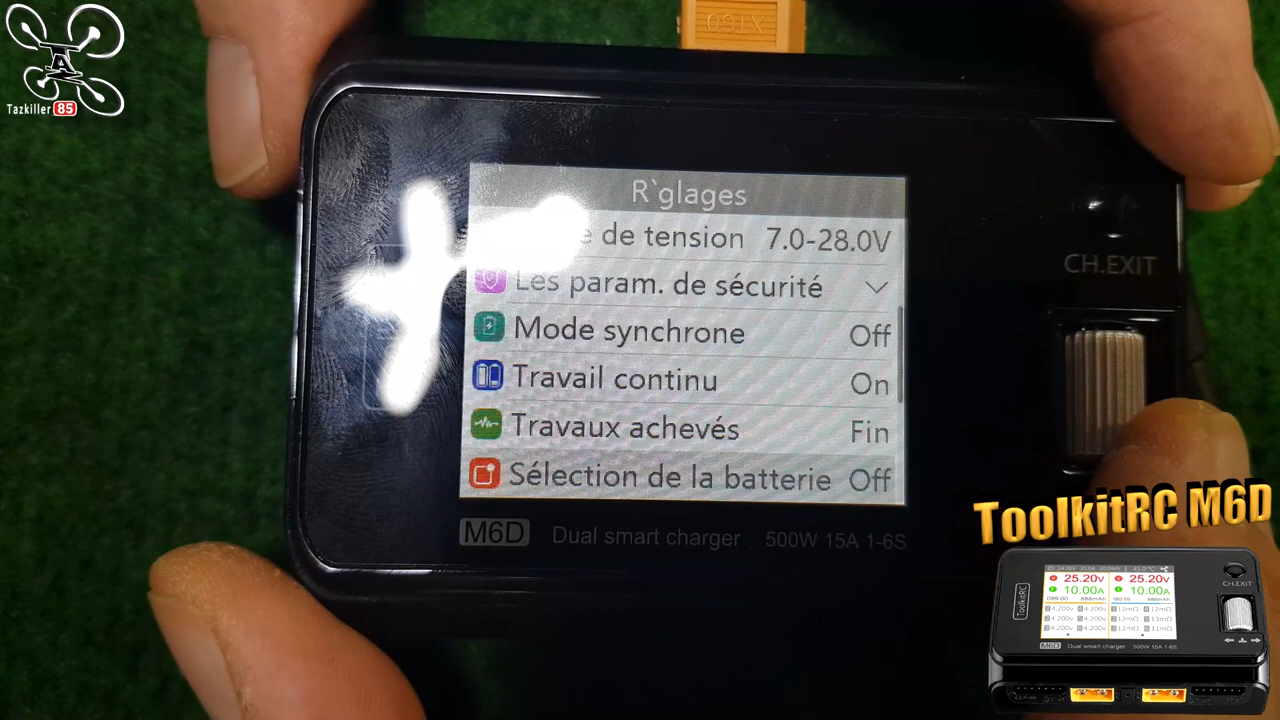 Tazkiller 85
R`glages
de tension 7.0-28.0V
Les param. de sécurité
Mode synchrone Off
Travail continu On
Travaux achevés Fin
Sélection de la batterie Off
M6D Dual smart charger 500W 15A 1-6S
CH.EXIT
ToolkitRC M6D
25.20V 25.20V
10.00A 10.00A
ToolkitRC
CH.EXIT
M6D Dual smart charger 500W 15A 1-6S